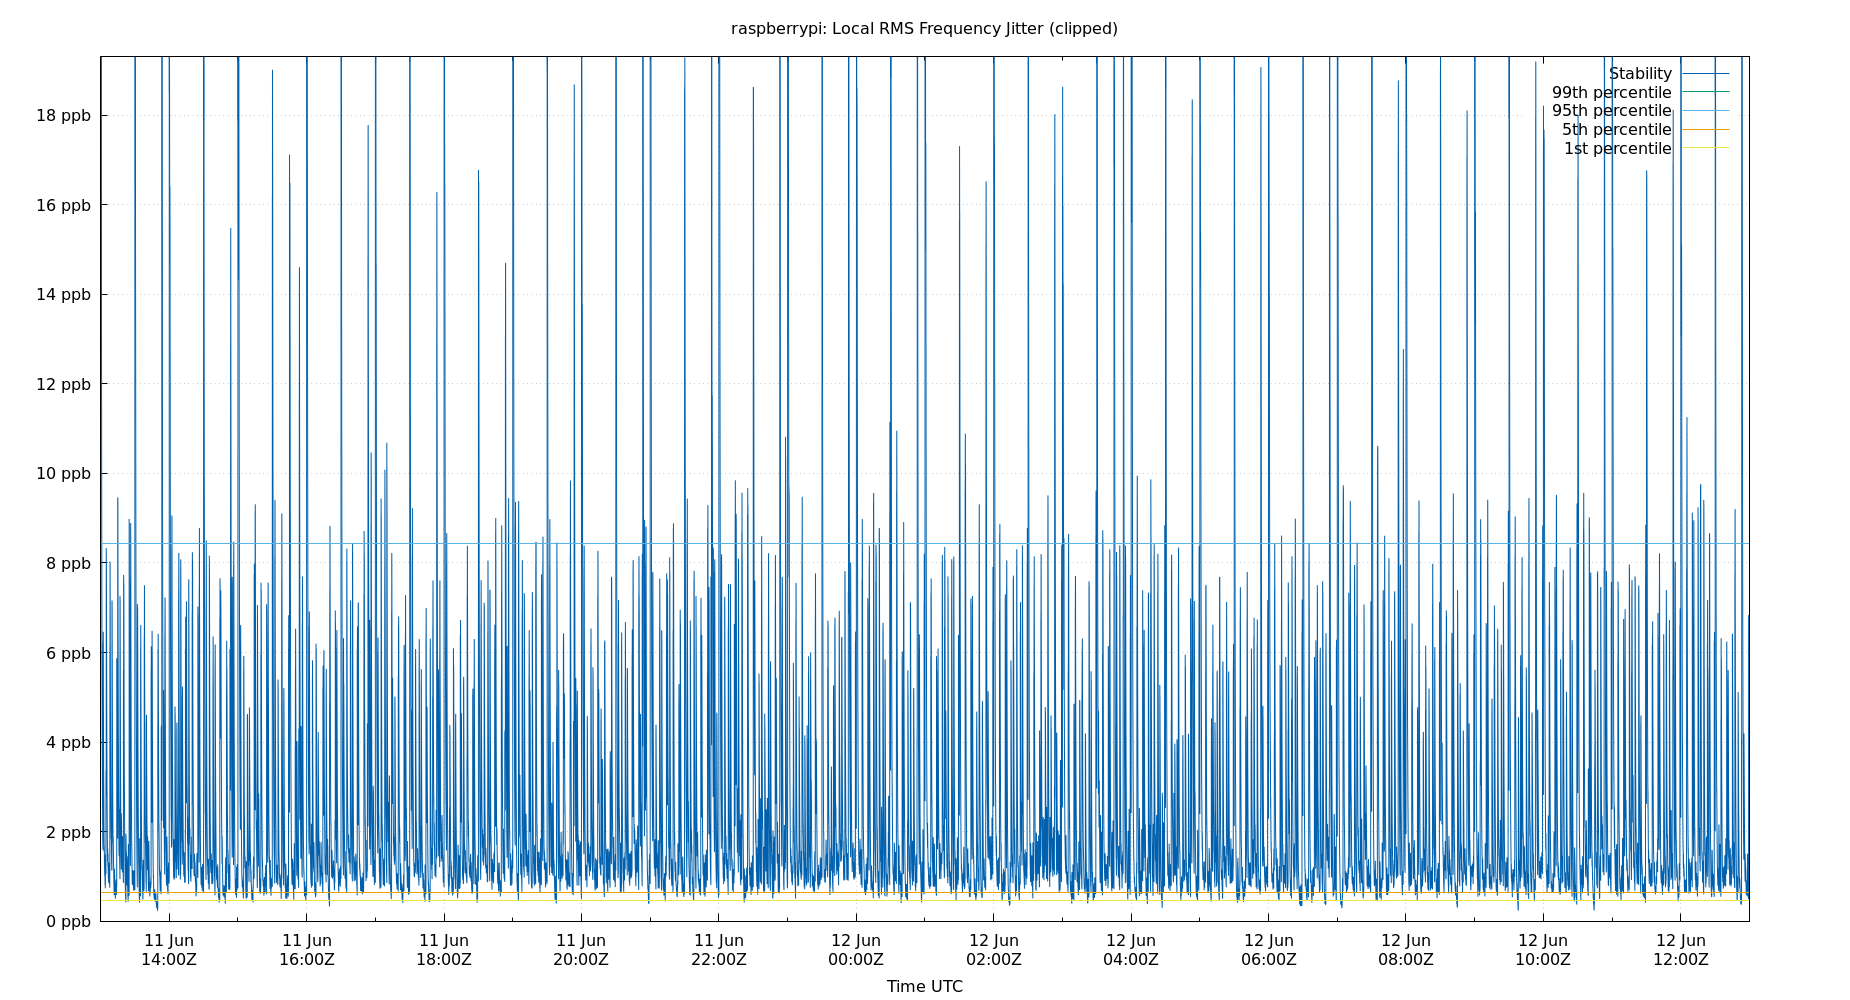 raspberrypi: Local RMS Frequency Jitter (clipped)
Stability
99th percentile
95th percentile
5th percentile
1st percentile
18 ppb
16 ppb
14 ppb
12 ppb
10 ppb
8 ppb
6 ppb
4 ppb
2 ppb
0 ppb
11 Jun 11 Jun 11 Jun 11 Jun 11 Jun 12 Jun 12 Jun 12 Jun 12 Jun 12 Jun 12 Jun 12 Jun
14:00Z 16:00Z 18:00Z 20:00Z 22:00Z 00:00Z 02:00Z 04:00Z 06:00Z 08:00Z 10:00Z 12:00Z
Time UTC